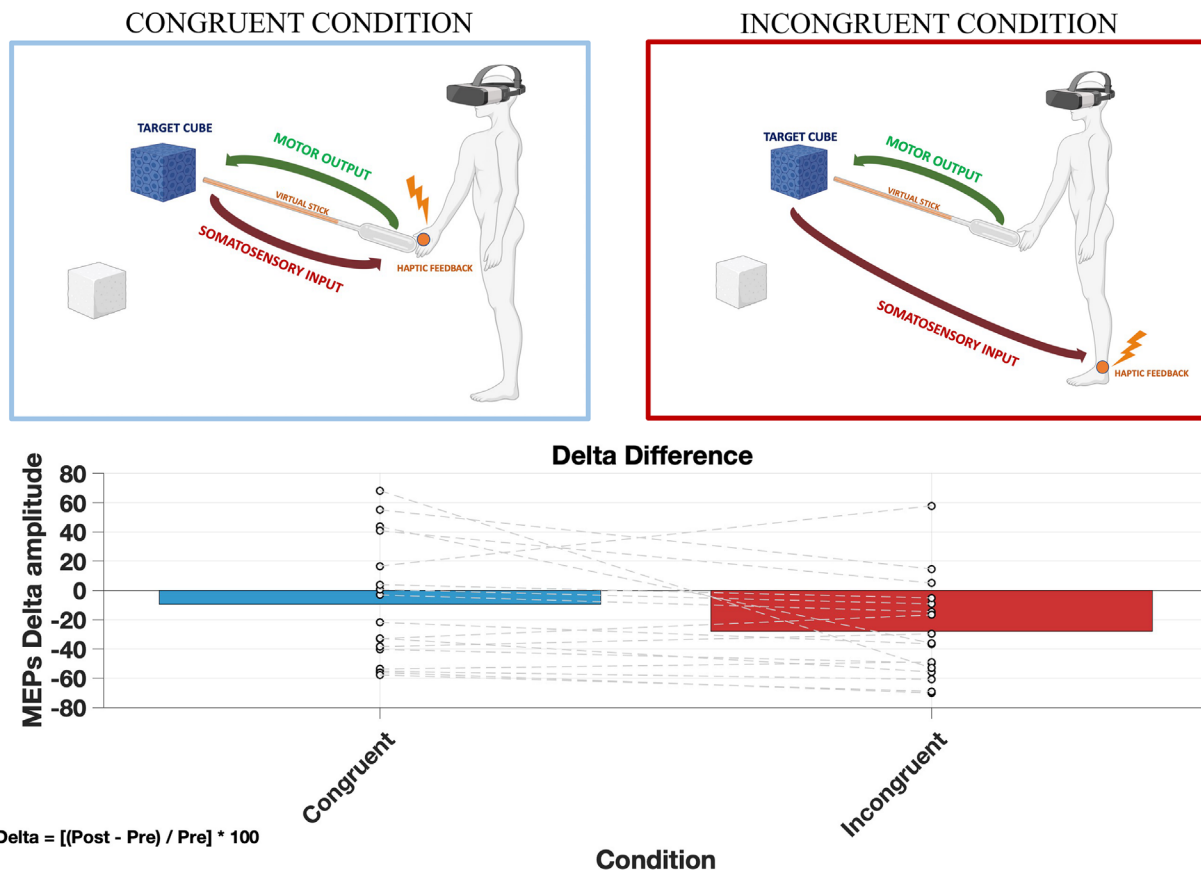 CONGRUENT CONDITION
TARGET CUBE
MOTOR OUTPUT
VIRTUAL STICK
SOMATOSENSORY INPUT
HAPTIC FEEDBACK
INCONGRUENT CONDITION
TARGET CUBE
MOTOR OUTPUT
VIRTUAL STICK
SOMATOSENSORY INPUT
HAPTIC FEEDBACK
Delta Difference
MEPs Delta amplitude
80
60
40
20
0
-20
-40
-60
-80
Congruent
Incongruent
Delta = [(Post - Pre) / Pre] * 100
Condition